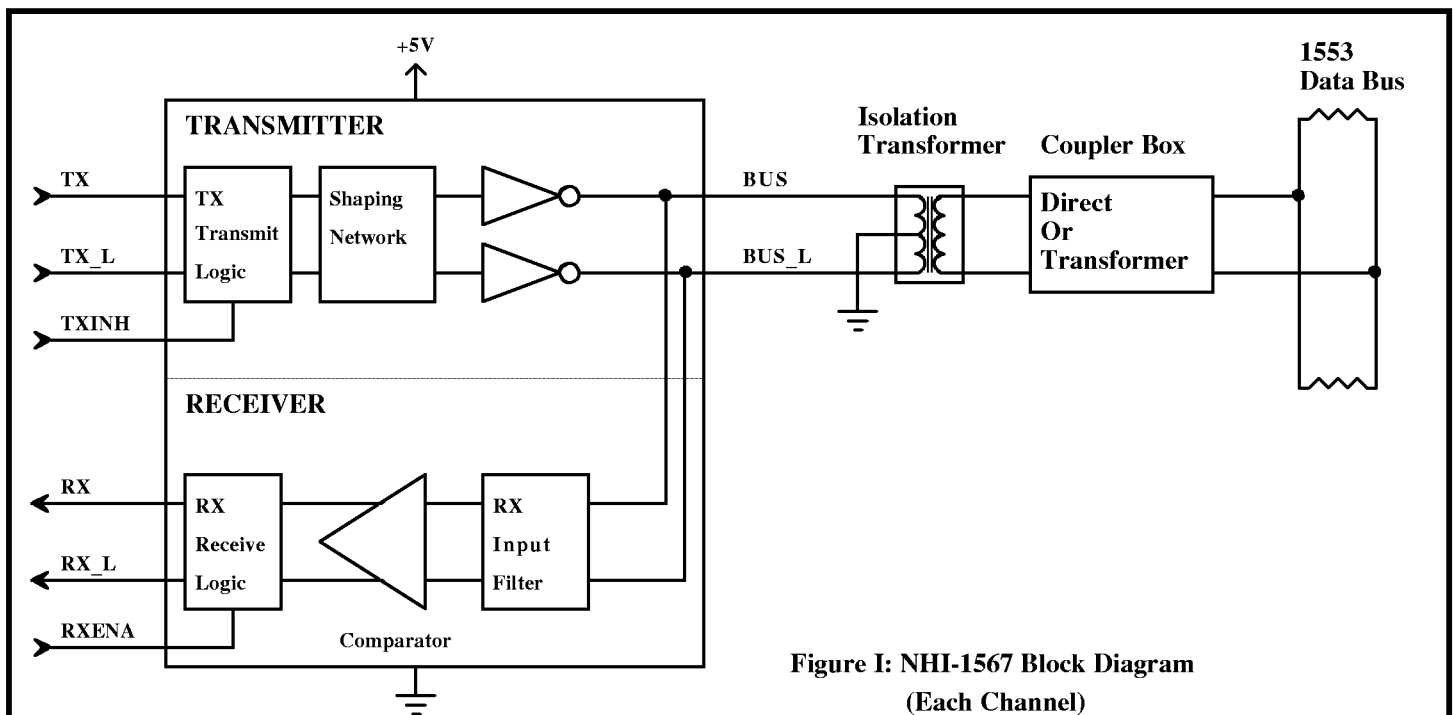 +5V
1553
Data Bus
TRANSMITTER
Isolation
Transformer
Coupler Box
TX
TX
Transmit
Logic
Shaping
Network
BUS
Direct
Or
Transformer
TX_L
BUS_L
TXINH
RECEIVER
RX
RX
Receive
Logic
RX
Input
Filter
RX_L
RXENA
Comparator
Figure I: NHI-1567 Block Diagram
(Each Channel)